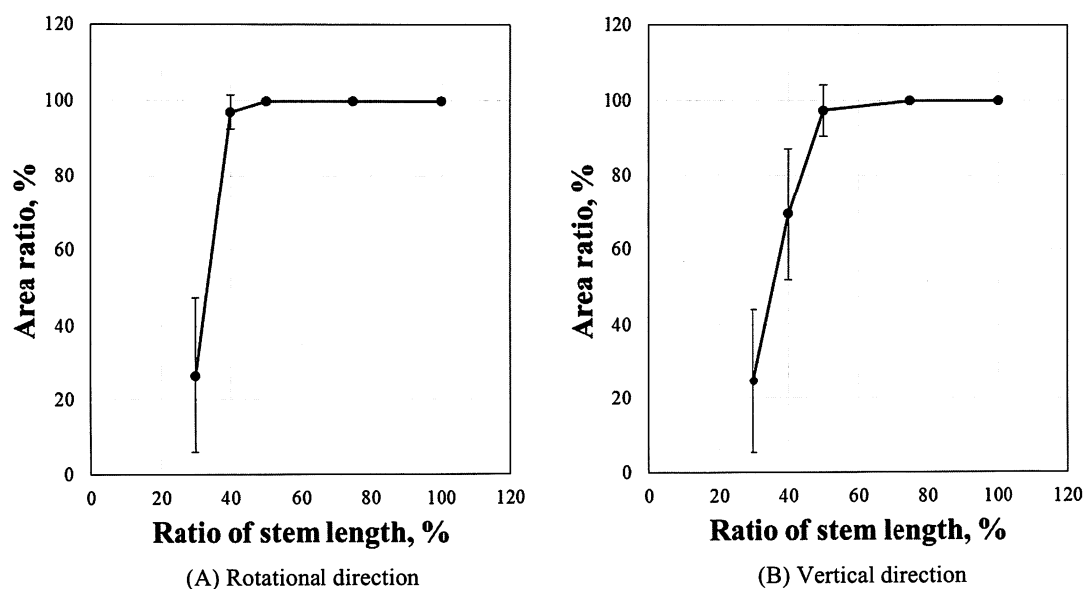 120
100
80
60
40
20
0
0 20 40 60 80 100 120
Area ratio, %
Ratio of stem length, %
(A) Rotational direction
120
100
80
60
40
20
0
0 20 40 60 80 100 120
Area ratio, %
Ratio of stem length, %
(B) Vertical direction